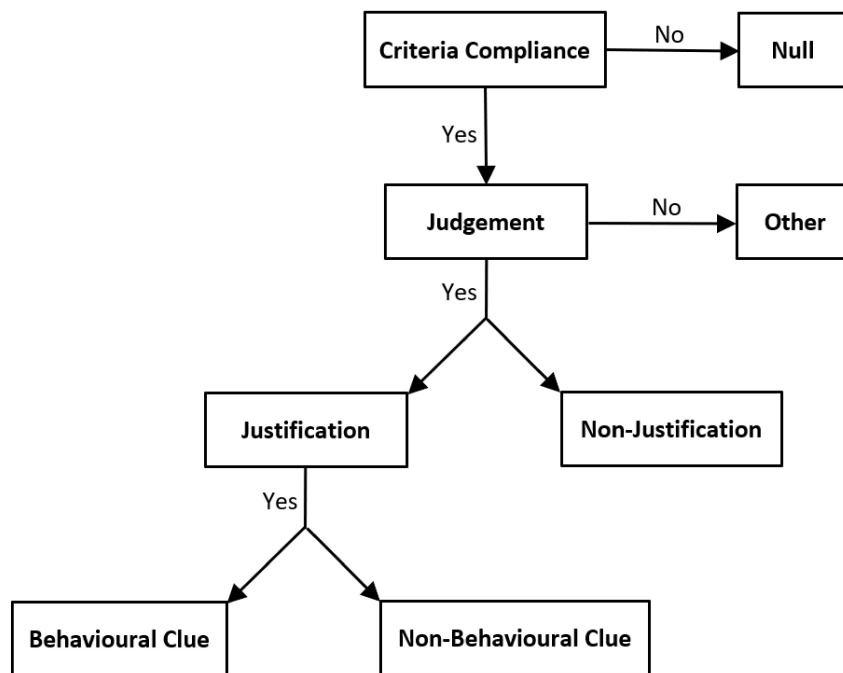 Criteria Compliance
No
Null
Yes
Judgement
No
Other
Yes
Justification
Non-Justification
Yes
Behavioural Clue
Non-Behavioural Clue